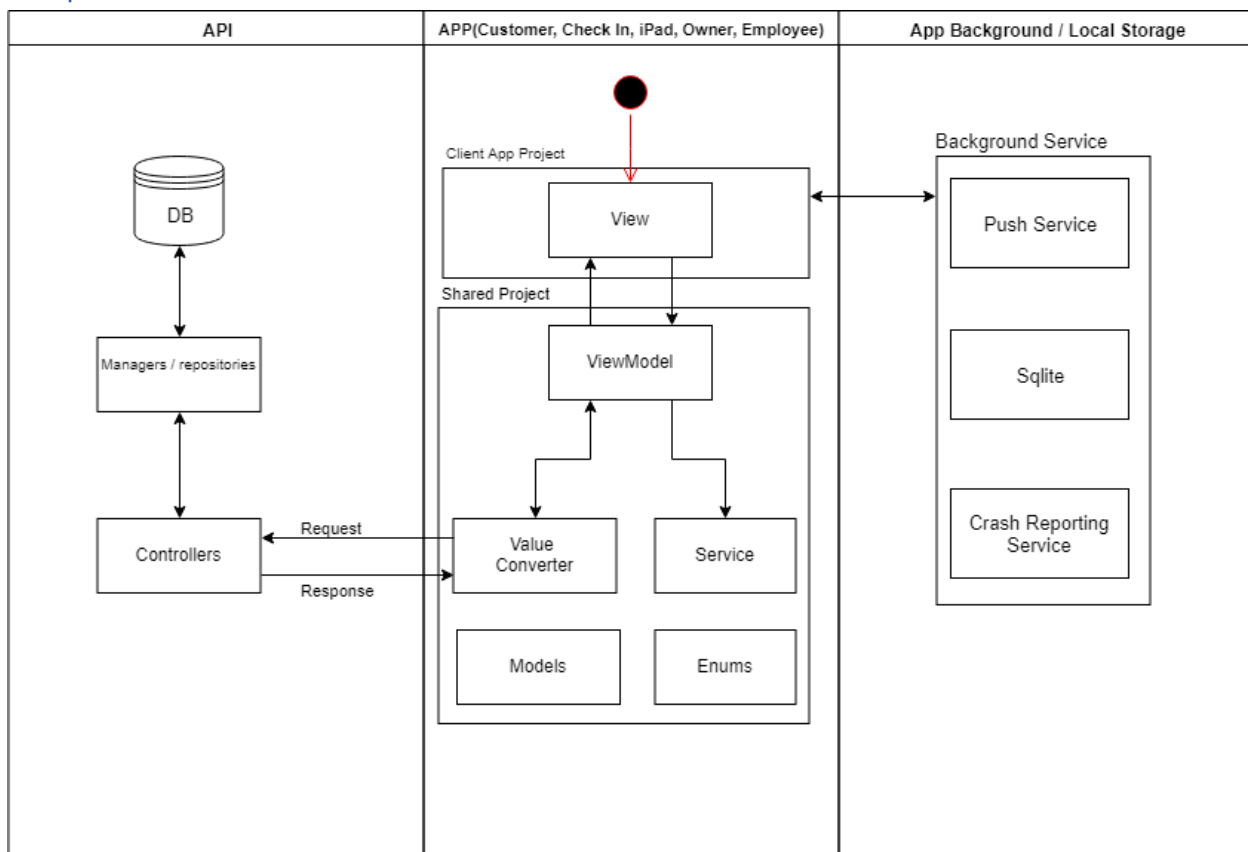 API
APP(Customer, Check In, iPad, Owner, Employee)
App Background / Local Storage
DB
Managers / repositories
Controllers
Request
Response
Client App Project
View
Shared Project
ViewModel
Value
Converter
Service
Models
Enums
Background Service
Push Service
Sqlite
Crash Reporting
Service